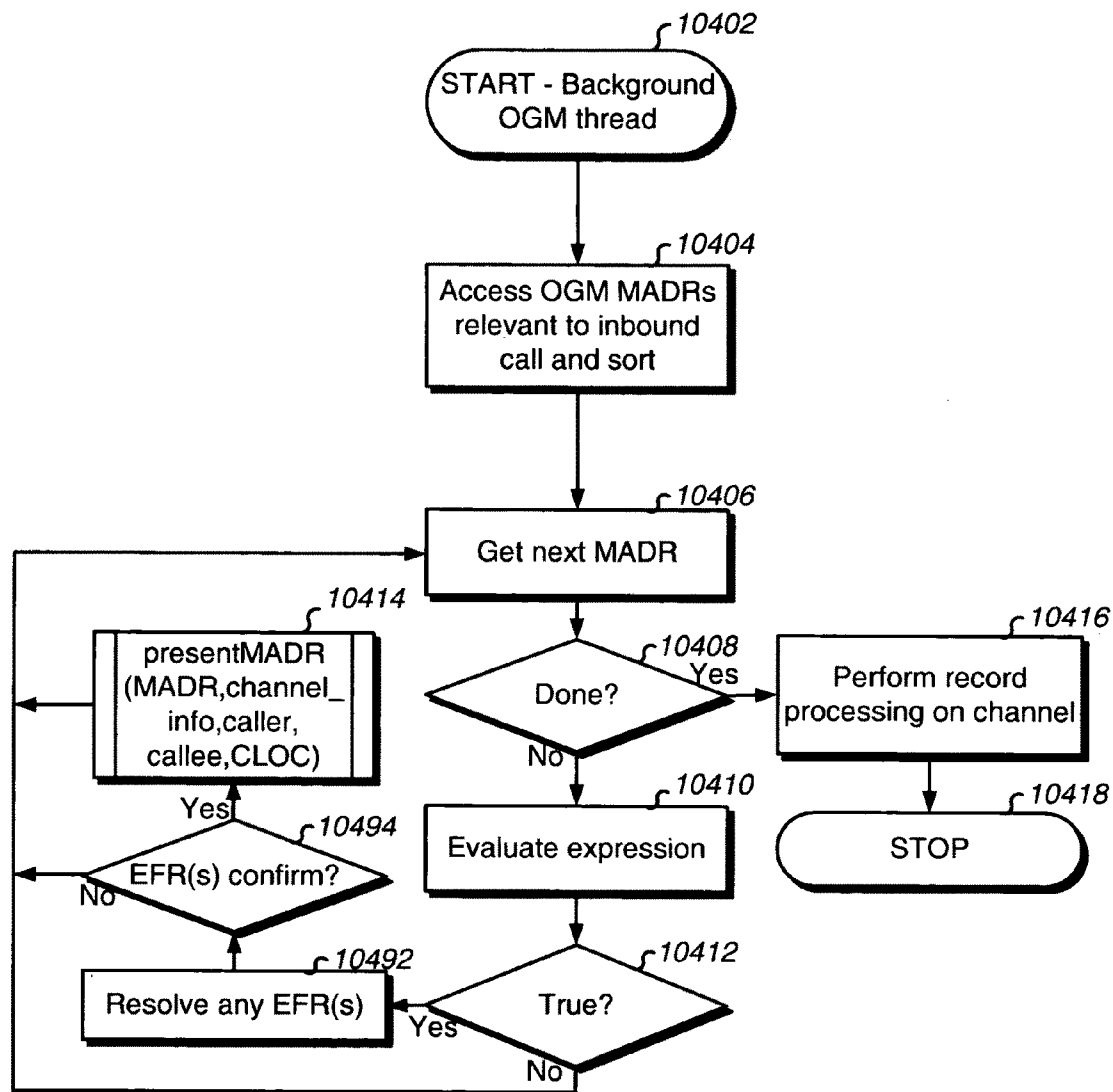 10402
START - Background
OGM thread
10404
Access OGM MADRs
relevant to inbound
call and sort
10406
Get next MADR
10408
Done?
Yes
No
10416
Perform record
processing on channel
10418
STOP
10410
Evaluate expression
10412
True?
Yes
No
10492
Resolve any EFR(s)
10494
EFR(s) confirm?
Yes
No
10414
presentMADR
(MADR,channel_
info,caller,
callee,CLOC)